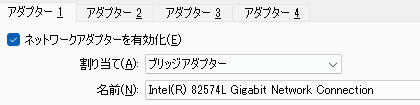 アダプター 1 アダプター 2 アダプター 3 アダプター 4
ネットワークアダプターを有効化(E)
割り当て(A): ブリッジアダプター
名前(N): Intel(R) 82574L Gigabit Network Connection